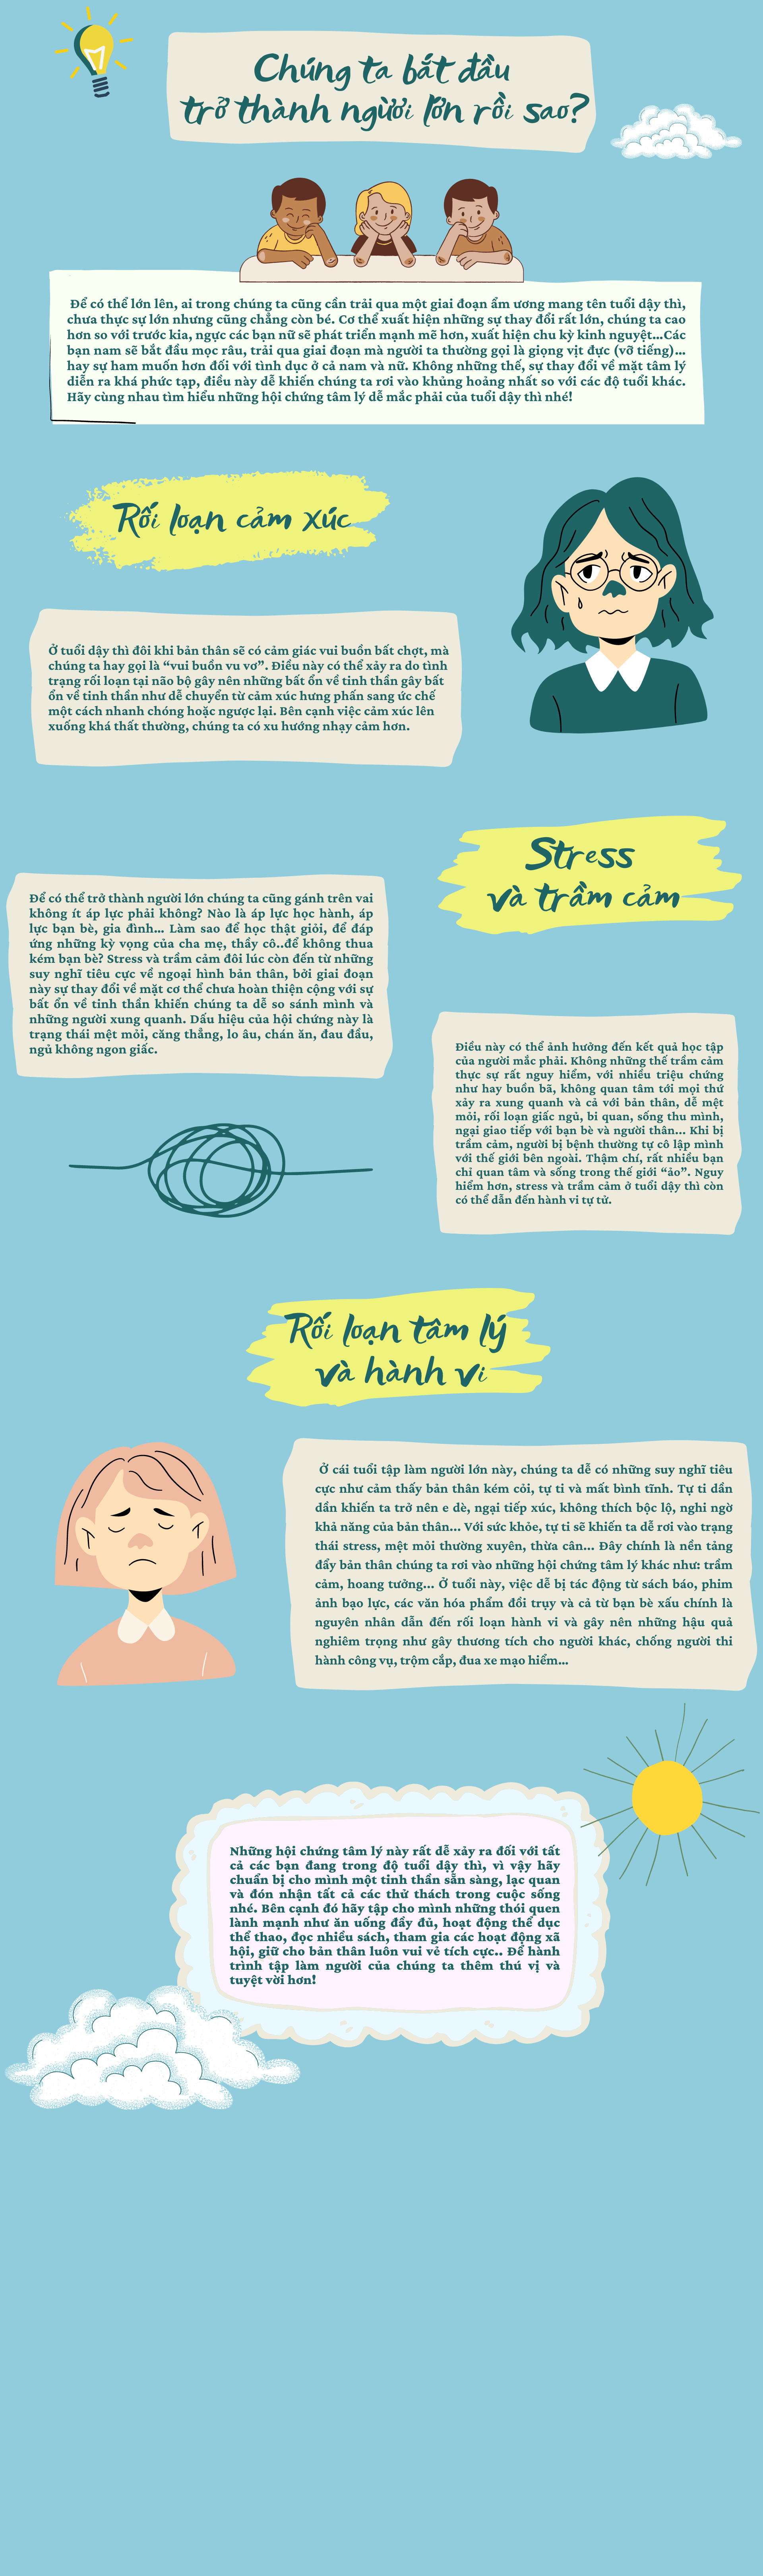 Chúng ta bắt đầu
trở thành người lớn rồi sao?
Để có thể lớn lên, ai trong chúng ta cũng cần trải qua một giai đoạn ẩm ương mang tên tuổi dậy thì,
chưa thực sự lớn nhưng cũng chẳng còn bé. Cơ thể xuất hiện những sự thay đổi rất lớn, chúng ta cao
hơn so với trước kia, ngực các bạn nữ sẽ phát triển mạnh mẽ hơn, xuất hiện chu kỳ kinh nguyệt...Các
bạn nam sẽ bắt đầu mọc râu, trải qua giai đoạn mà người ta thường gọi là giọng vịt đực (vỡ tiếng)...
hay sự ham muốn hơn đối với tình dục ở cả nam và nữ. Không những thế, sự thay đổi về mặt tâm lý
diễn ra khá phức tạp, điều này dễ khiến chúng ta rơi vào khủng hoảng nhất so với các độ tuổi khác.
Hãy cùng nhau tìm hiểu những hội chứng tâm lý dễ mắc phải của tuổi dậy thì nhé!
Rối loạn cảm xúc
Ở tuổi dậy thì đôi khi bản thân sẽ có cảm giác vui buồn bất chợt, mà
chúng ta hay gọi là “vui buồn vu vơ”. Điều này có thể xảy ra do tình
trạng rối loạn tại não bộ gây nên những bất ổn về tinh thần gây bất
ổn về tinh thần như dễ chuyển từ cảm xúc hưng phấn sang ức chế
một cách nhanh chóng hoặc ngược lại. Bên cạnh việc cảm xúc lên
xuống khá thất thường, chúng ta có xu hướng nhạy cảm hơn.
Stress
và trầm cảm
Để có thể trở thành người lớn chúng ta cũng gánh trên vai
không ít áp lực phải không? Nào là áp lực học hành, áp
lực bạn bè, gia đình... Làm sao để học thật giỏi, để đáp
ứng những kỳ vọng của cha mẹ, thầy cô..để không thua
kém bạn bè? Stress và trầm cảm đôi lúc còn đến từ những
suy nghĩ tiêu cực về ngoại hình bản thân, bởi giai đoạn
này sự thay đổi về mặt cơ thể chưa hoàn thiện cộng với sự
bất ổn về tinh thần khiến chúng ta dễ so sánh mình và
những người xung quanh. Dấu hiệu của hội chứng này là
trạng thái mệt mỏi, căng thẳng, lo âu, chán ăn, đau đầu,
ngủ không ngon giấc.
Điều này có thể ảnh hưởng đến kết quả học tập
của người mắc phải. Không những thế trầm cảm
thực sự rất nguy hiểm, với nhiều triệu chứng
như hay buồn bã, không quan tâm tới mọi thứ
xảy ra xung quanh và cả với bản thân, dễ mệt
mỏi, rối loạn giấc ngủ, bi quan, sống thu mình,
ngại giao tiếp với bạn bè và người thân... Khi bị
trầm cảm, người bị bệnh thường tự cô lập mình
với thế giới bên ngoài. Thậm chí, rất nhiều bạn
chỉ quan tâm và sống trong thế giới “ảo”. Nguy
hiểm hơn, stress và trầm cảm ở tuổi dậy thì còn
có thể dẫn đến hành vi tự tử.
Rối loạn tâm lý
và hành vi
Ở cái tuổi tập làm người lớn này, chúng ta dễ có những suy nghĩ tiêu
cực như cảm thấy bản thân kém cỏi, tự ti và mất bình tĩnh. Tự ti dần
dần khiến ta trở nên e dè, ngại tiếp xúc, không thích bộc lộ, nghi ngờ
khả năng của bản thân... Với sức khỏe, tự ti sẽ khiến ta dễ rơi vào trạng
thái stress, mệt mỏi thường xuyên, thừa cân... Đây chính là nền tảng
đẩy bản thân chúng ta rơi vào những hội chứng tâm lý khác như: trầm
cảm, hoang tưởng... Ở tuổi này, việc dễ bị tác động từ sách báo, phim
ảnh bạo lực, các văn hóa phẩm đồi trụy và cả từ bạn bè xấu chính là
nguyên nhân dẫn đến rối loạn hành vi và gây nên những hậu quả
nghiêm trọng như gây thương tích cho người khác, chống người thi
hành công vụ, trộm cắp, đua xe mạo hiểm...
Những hội chứng tâm lý này rất dễ xảy ra đối với tất
cả các bạn đang trong độ tuổi dậy thì, vì vậy hãy
chuẩn bị cho mình một tinh thần sẵn sàng, lạc quan
và đón nhận tất cả các thử thách trong cuộc sống
nhé. Bên cạnh đó hãy tập cho mình những thói quen
lành mạnh như ăn uống đầy đủ, hoạt động thể dục
thể thao, đọc nhiều sách, tham gia các hoạt động xã
hội, giữ cho bản thân luôn vui vẻ tích cực.. Để hành
trình tập làm người của chúng ta thêm thú vị và
tuyệt vời hơn!